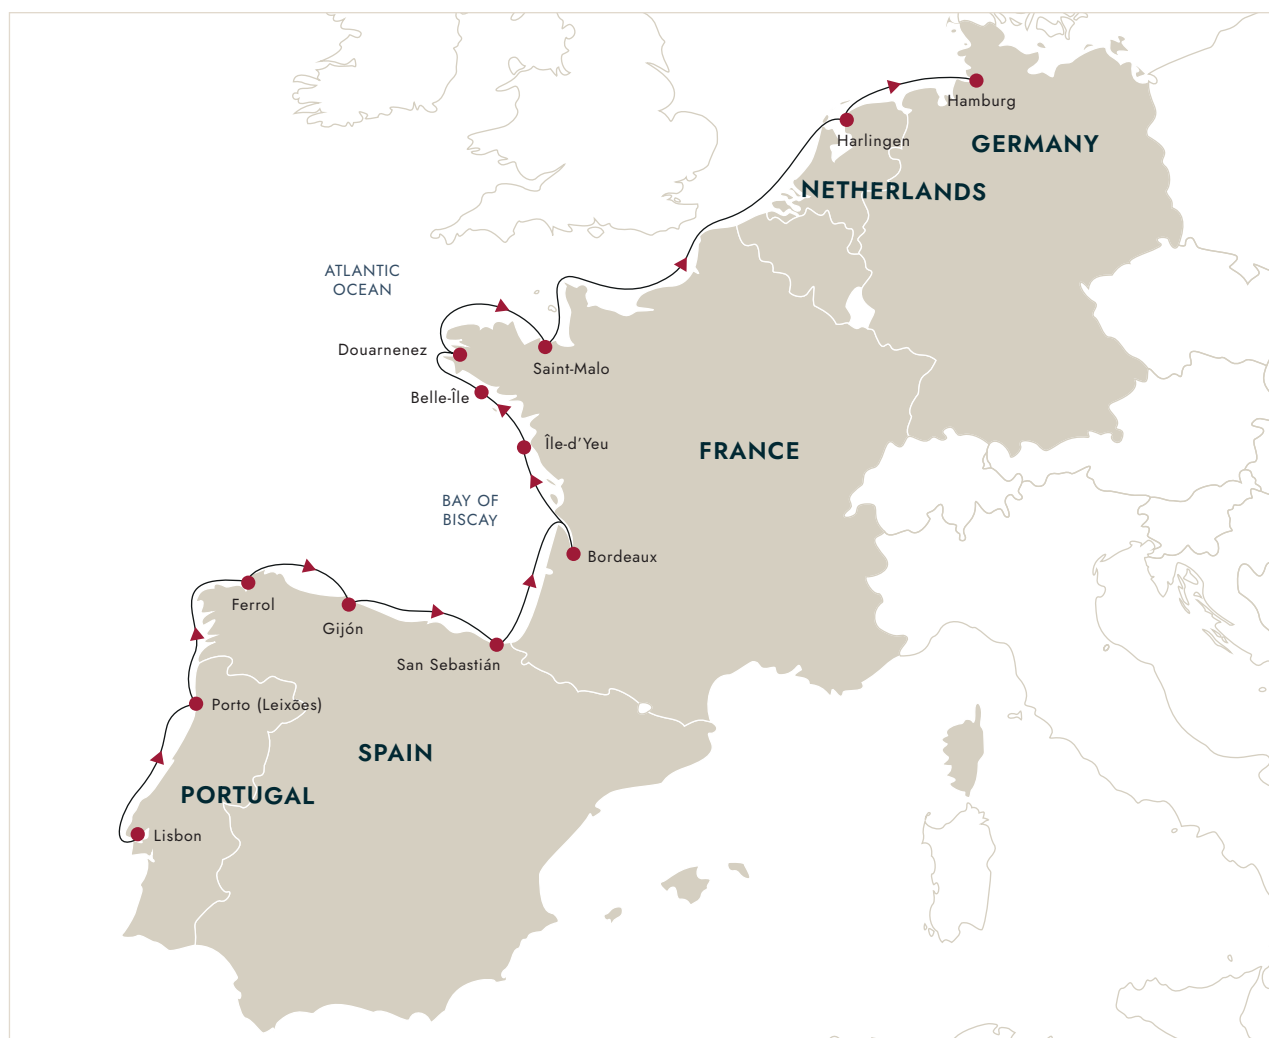 Hamburg
GERMANY
Harlingen
NETHERLANDS
ATLANTIC
OCEAN
Douarnenez
Saint-Malo
Belle-Île
Île-d'Yeu
FRANCE
BAY OF
BISCAY
Bordeaux
Ferrol
Gijón
San Sebastián
Porto (Leixões)
SPAIN
PORTUGAL
Lisbon